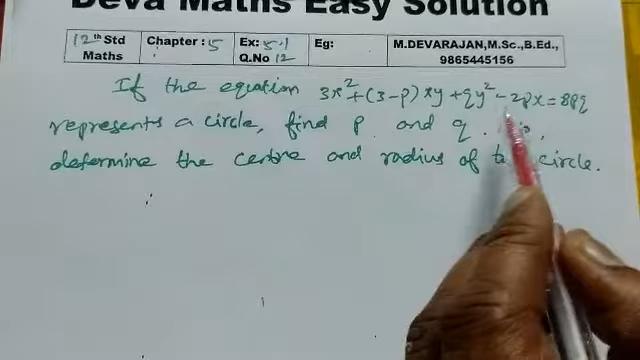 Deva Maths Easy Solution
12th Std Maths
Chapter : 5
Ex: 5.1
Q.No 12
Eg:
M.DEVARAJAN,M.Sc.,B.Ed.,
9865445156
If the equation 3x²+(3-p)xy+qy²-2px=8pq
represents a circle, find p and q.
determine the centre and radius of circle.